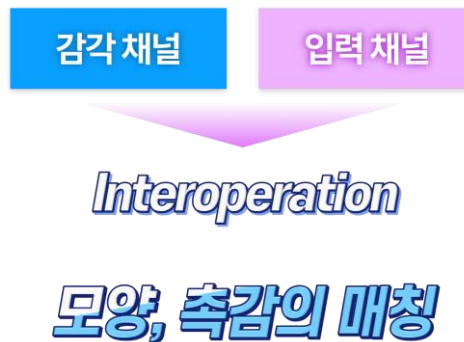 감각 채널 입력 채널
Interoperation
모양, 촉감의 매칭